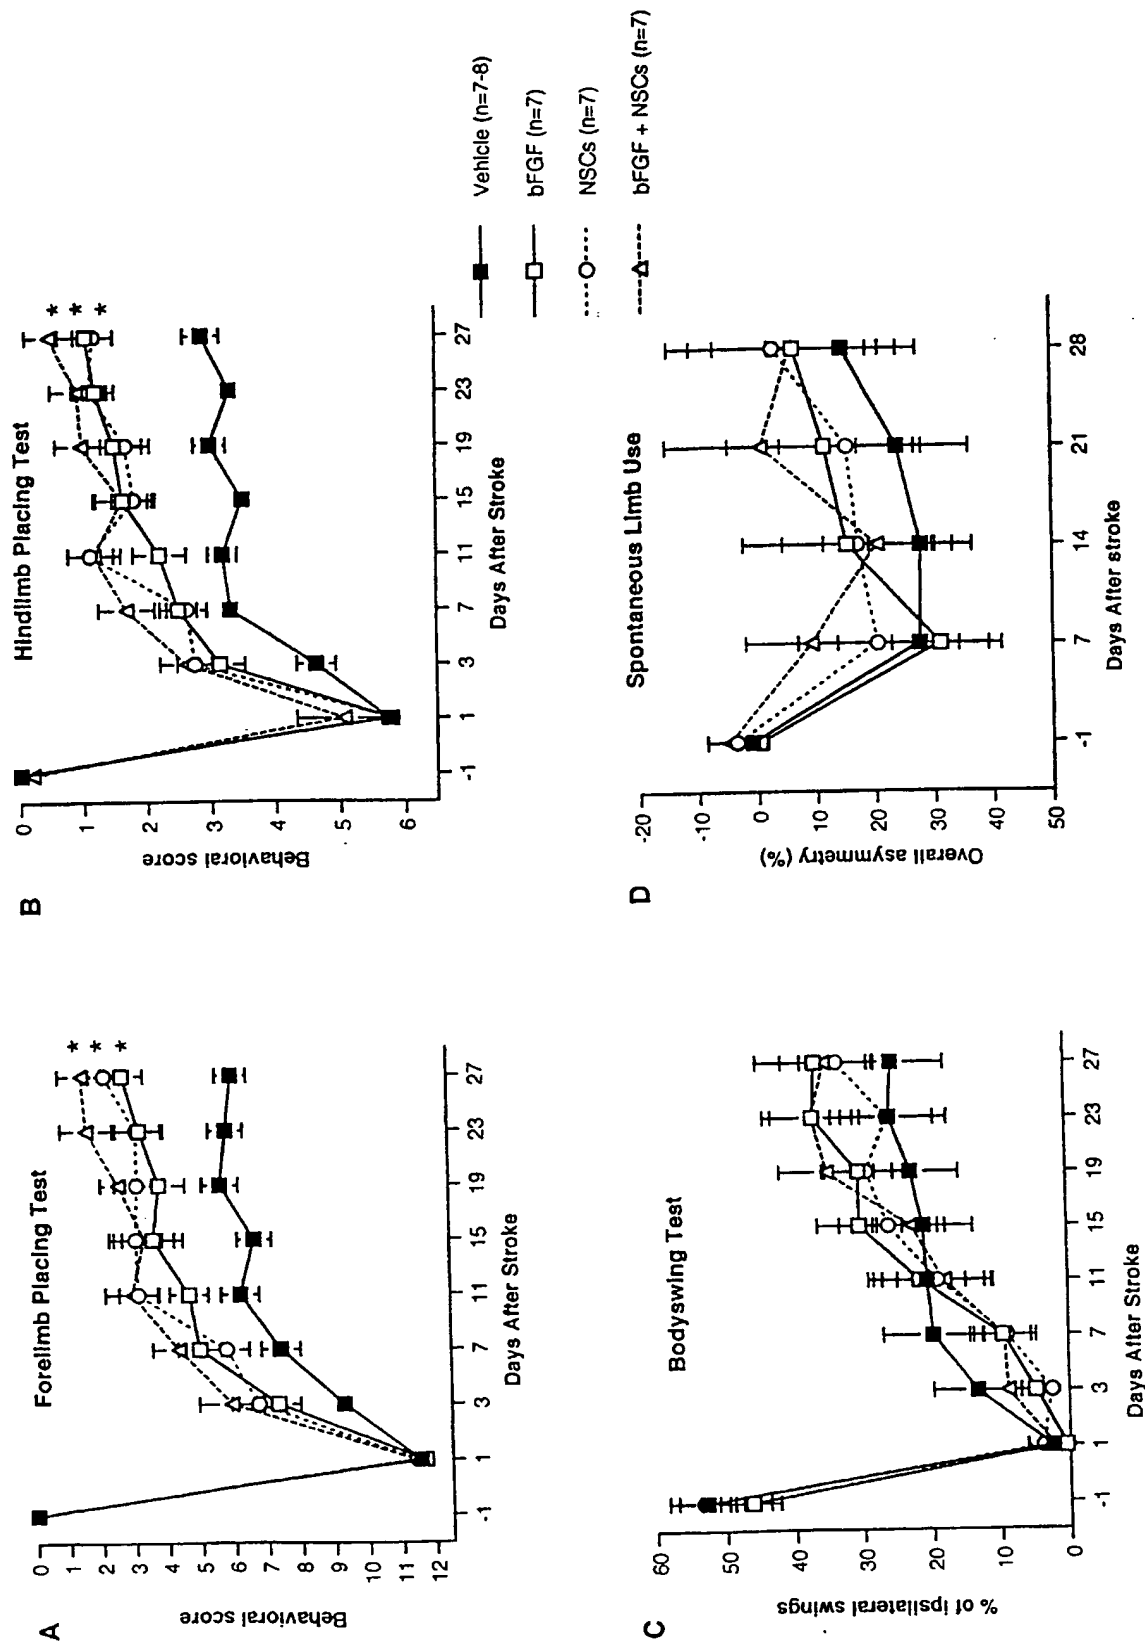 A
Forelimb Placing Test
Behavioral score
0
1
2
3
4
5
6
7
8
9
10
11
12
-1 1 3 7 11 15 19 23 27
Days After Stroke
* * *
B
Hindlimb Placing Test
Behavioral score
0
1
2
3
4
5
6
-1 1 3 7 11 15 19 23 27
Days After Stroke
* * *
C
Bodyswing Test
% of ipsilateral swings
60
50
40
30
20
10
0
-1 1 3 7 11 15 19 23 27
Days After Stroke
D
Spontaneous Limb Use
Overall asymmetry (%)
-20
-10
0
10
20
30
40
50
-1 7 14 21 28
Days After stroke
Vehicle (n=7-8)
bFGF (n=7)
NSCs (n=7)
bFGF + NSCs (n=7)